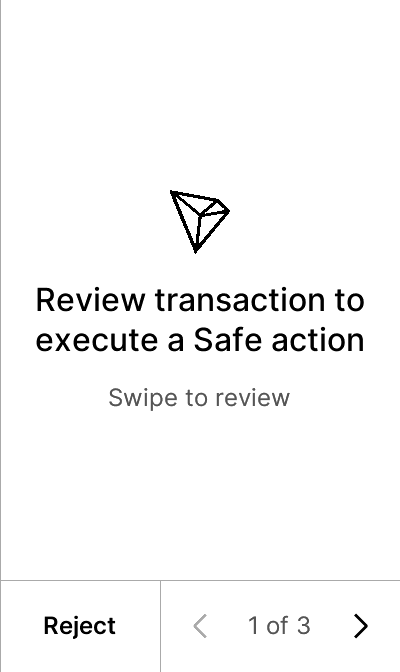 Review transaction to
execute a Safe action
Swipe to review
Reject
1 of 3